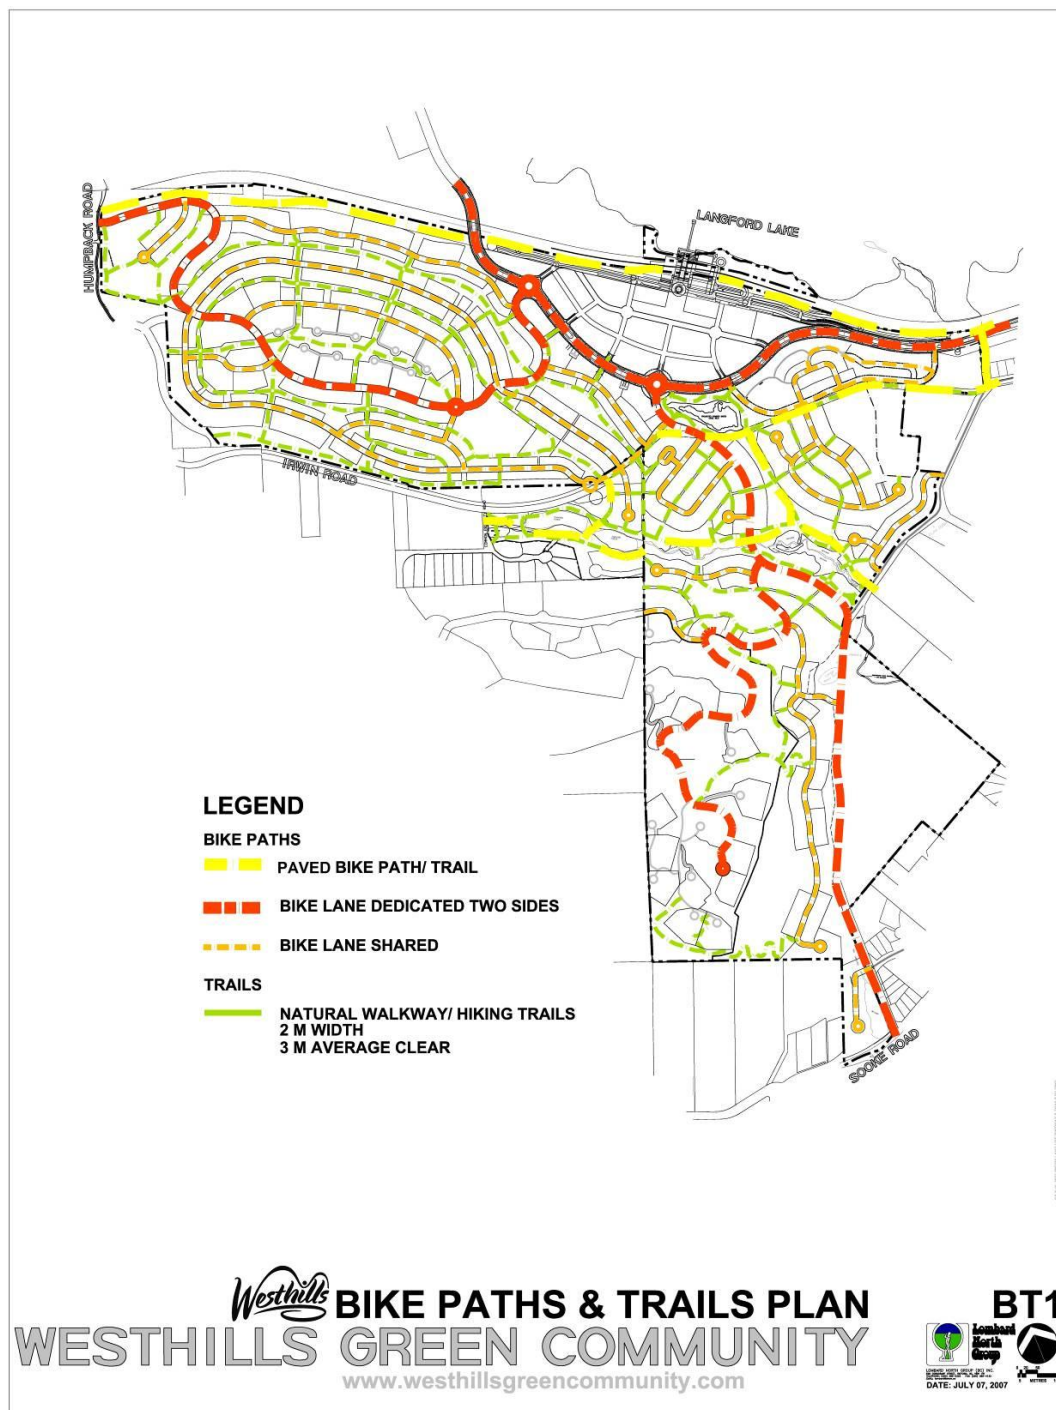 HUMPBACK ROAD
LANGFORD LAKE
IRWIN ROAD
SOOKE ROAD
LEGEND
BIKE PATHS
PAVED BIKE PATH/ TRAIL
BIKE LANE DEDICATED TWO SIDES
BIKE LANE SHARED
TRAILS
NATURAL WALKWAY/ HIKING TRAILS
2 M WIDTH
3 M AVERAGE CLEAR
Westhills BIKE PATHS & TRAILS PLAN
BT1
WESTHILLS GREEN COMMUNITY
www.westhillsgreencommunity.com
Lombard
North
Group
DATE: JULY 07, 2007